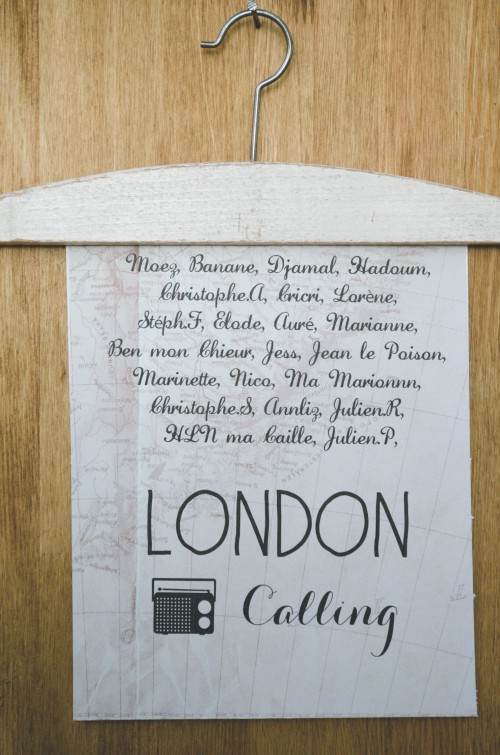 Moez, Banane, Djamal, Hadoum,
Christophe.A, Cricri, Lorène,
Stéph.F, Elode, Auré, Marianne,
Ben mon Chieur, Jess, Jean le Poison,
Marinette, Nico, Ma Marionnn,
Christophe.S, Annliz, Julien.R,
HLN ma Caille, Julien.P,
LONDON
Calling